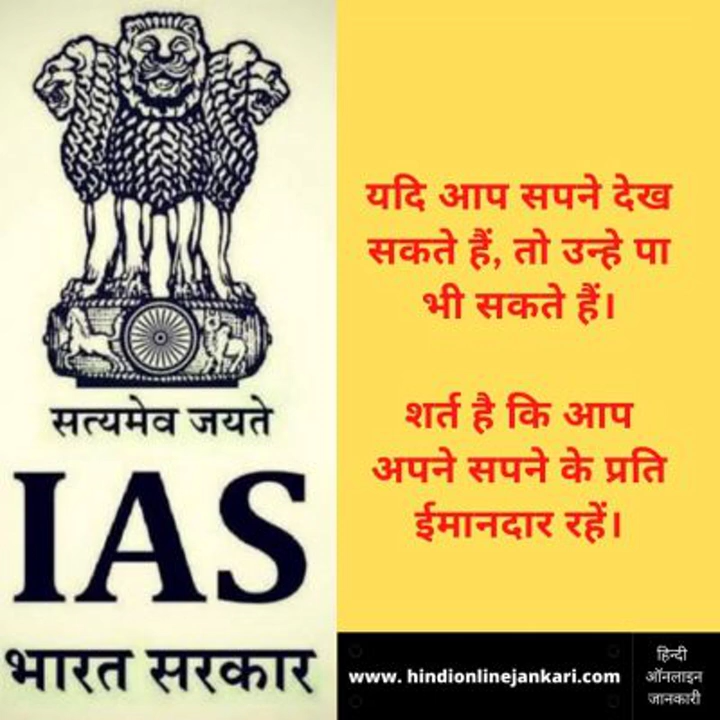 सत्यमेव जयते
IAS
भारत सरकार
यदि आप सपने देख
सकते हैं, तो उन्हे पा
भी सकते हैं।
शर्त है कि आप
अपने सपने के प्रति
ईमानदार रहें।
www. hindionlinejankari.com
हिन्दी
ऑनलाइन
जानकारी